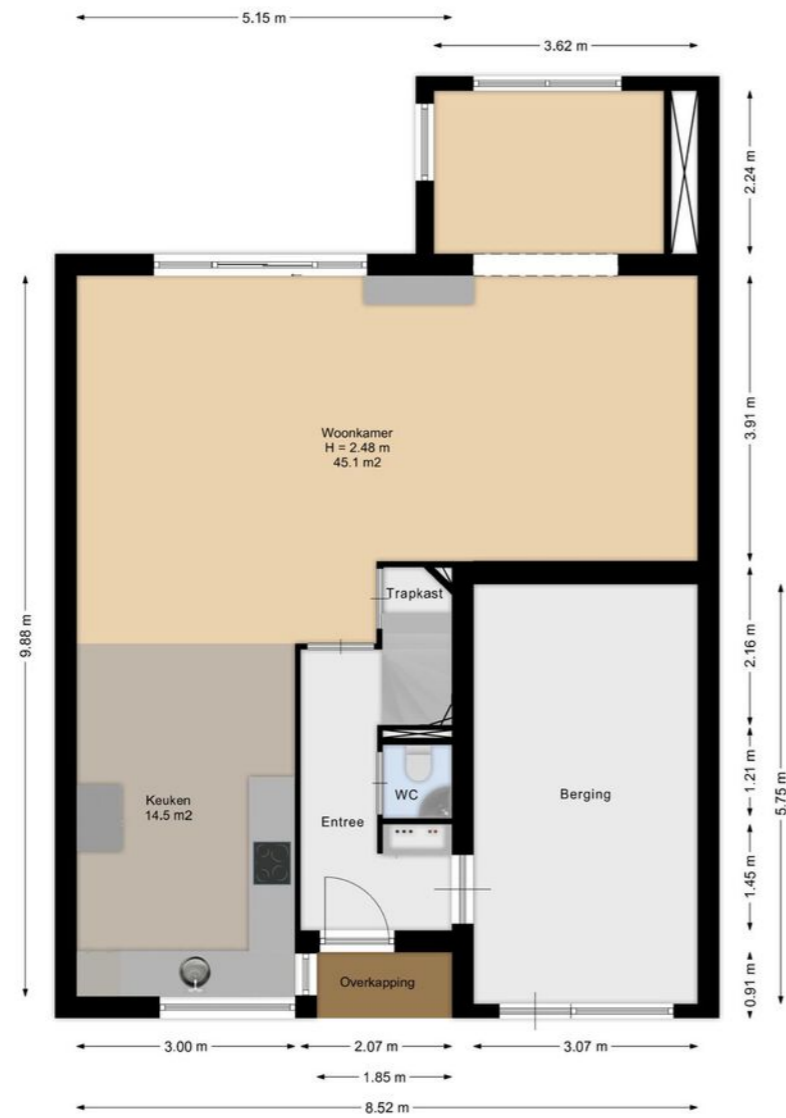 5.15 m
3.62 m
2.24 m
3.91 m
Woonkamer
H = 2.48 m
45.1 m2
9.88 m
Trapkast
2.16 m
5.75 m
1.21 m
WC
Berging
Keuken
14.5 m2
Entree
1.45 m
Overkapping
0.91 m
3.00 m
2.07 m
3.07 m
1.85 m
8.52 m